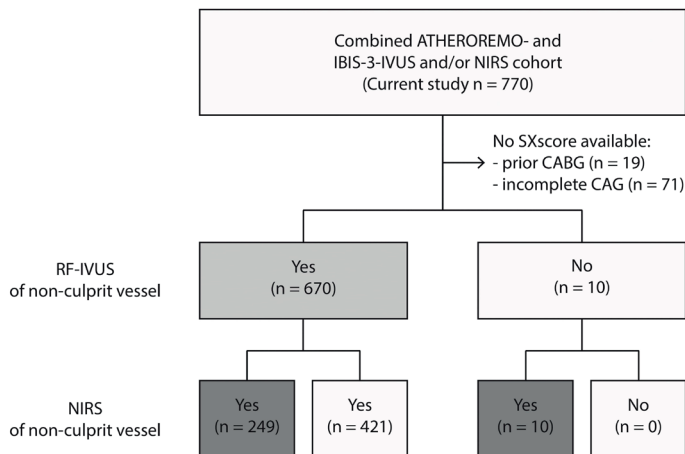 Combined ATHEROREMO- and
IBIS-3-IVUS and/or NIRS cohort
(Current study n = 770)
No SXscore available:
- prior CABG (n = 19)
- incomplete CAG (n = 71)
RF-IVUS
of non-culprit vessel
Yes
(n = 670)
No
(n = 10)
NIRS
of non-culprit vessel
Yes
(n = 249)
Yes
(n = 421)
Yes
(n = 10)
No
(n = 0)